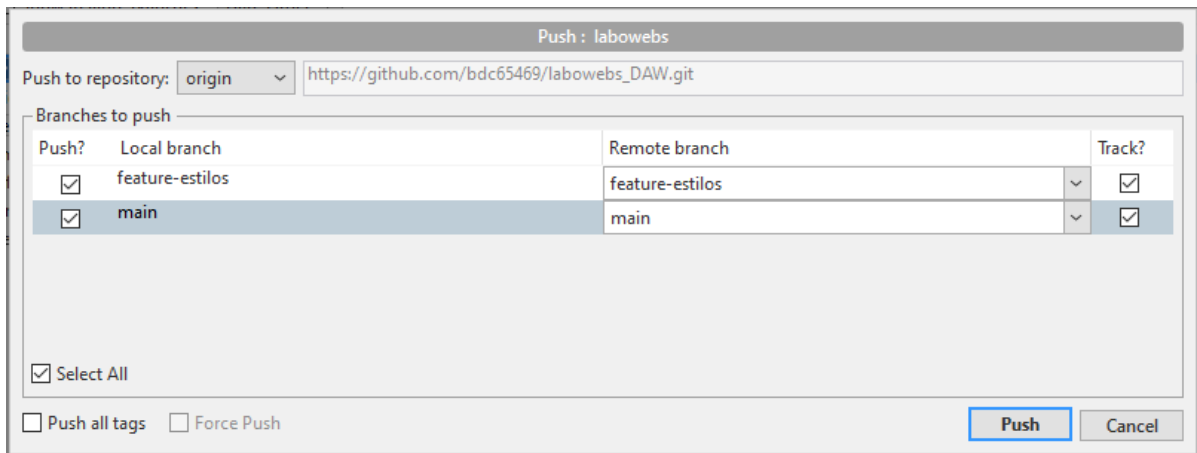 Push : labowebs
Push to repository: origin https://github.com/bdc65469/labowebs_DAW.git
Branches to push
Push? Local branch Remote branch Track?
feature-estilos feature-estilos
main main
Select All
Push all tags Force Push Push Cancel